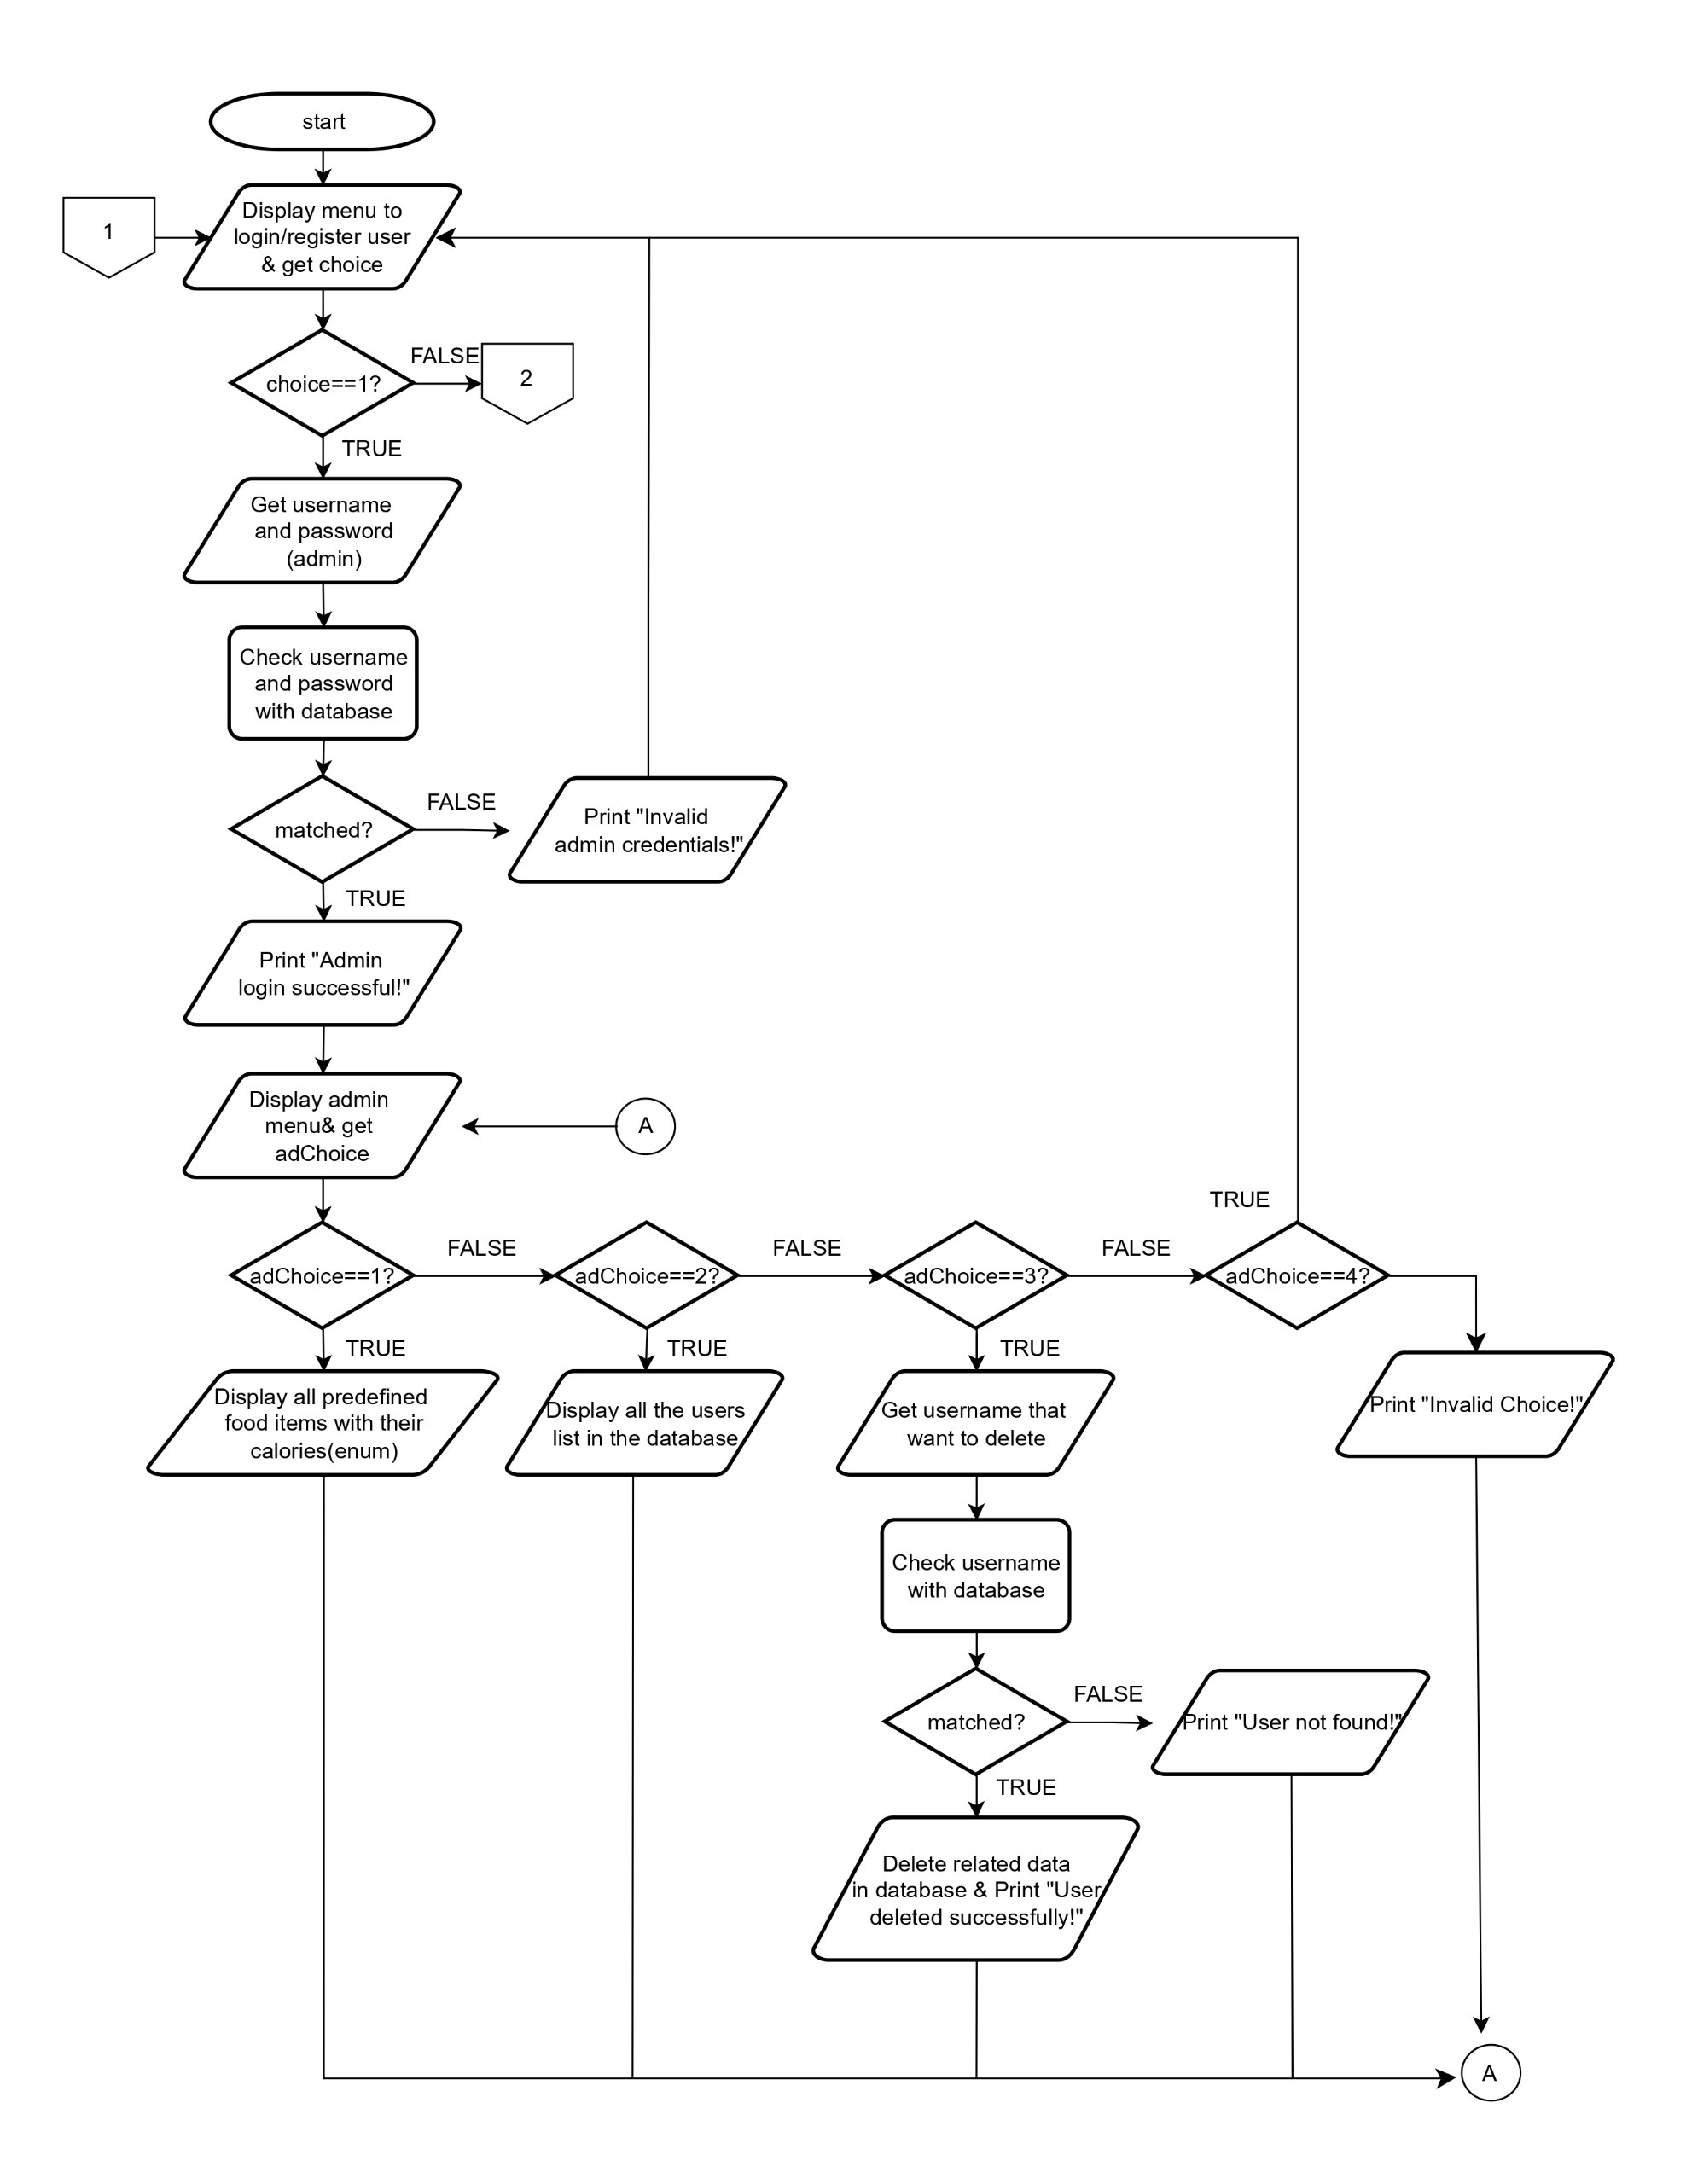 start
1
Display menu to
login/register user
& get choice
choice==1?
FALSE
2
TRUE
Get username
and password
(admin)
Check username
and password
with database
matched?
FALSE
Print "Invalid
admin credentials!"
TRUE
Print "Admin
login successful!"
Display admin
menu& get
adChoice
A
adChoice==1?
FALSE
adChoice==2?
FALSE
adChoice==3?
FALSE
adChoice==4?
TRUE
TRUE
TRUE
TRUE
Display all predefined
food items with their
calories(enum)
Display all the users
list in the database
Get username that
want to delete
Print "Invalid Choice!"
Check username
with database
matched?
FALSE
Print "User not found!"
TRUE
Delete related data
in database & Print "User
deleted successfully!"
A